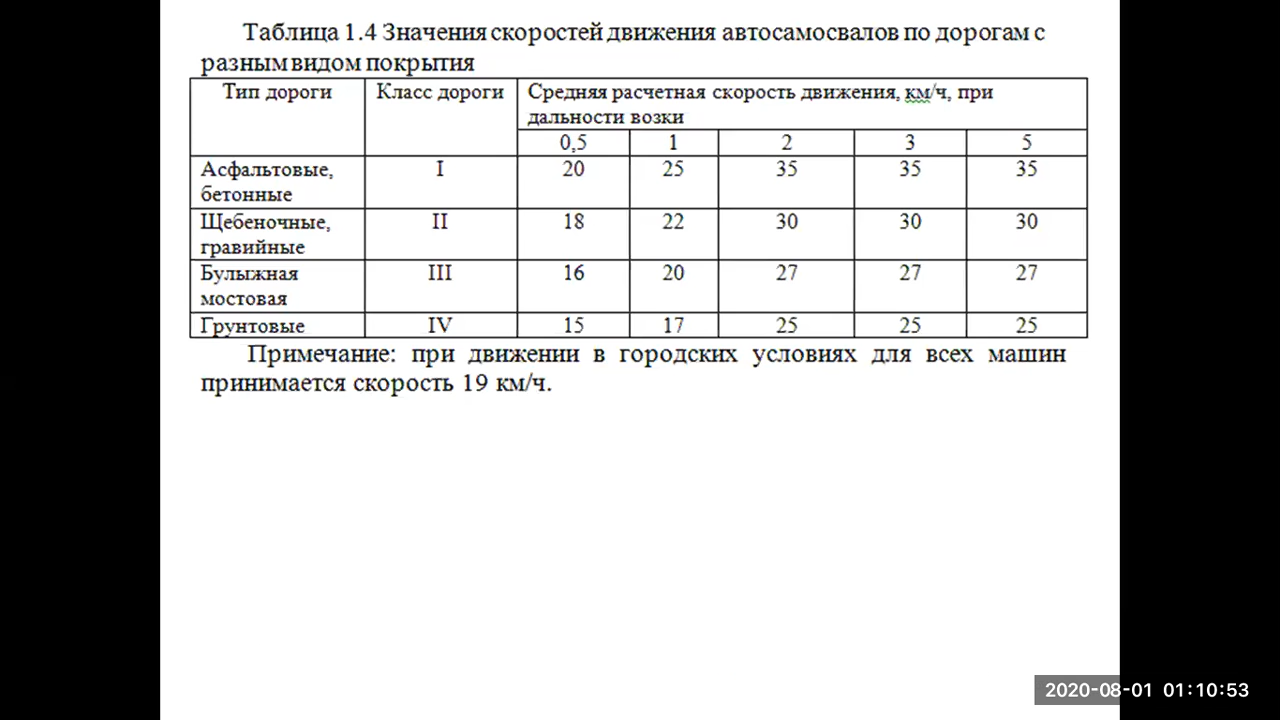 Таблица 1.4 Значения скоростей движения автосамосвалов по дорогам с
разным видом покрытия
Тип дороги Класс дороги Средняя расчетная скорость движения, км/ч, при
дальности возки
0,5 1 2 3 5
Асфальтовые, I 20 25 35 35 35
бетонные
Щебеночные, II 18 22 30 30 30
гравийные
Булыжная III 16 20 27 27 27
мостовая
Грунтовые IV 15 17 25 25 25
Примечание: при движении в городских условиях для всех машин
принимается скорость 19 км/ч.
2020-08-01 01:10:53